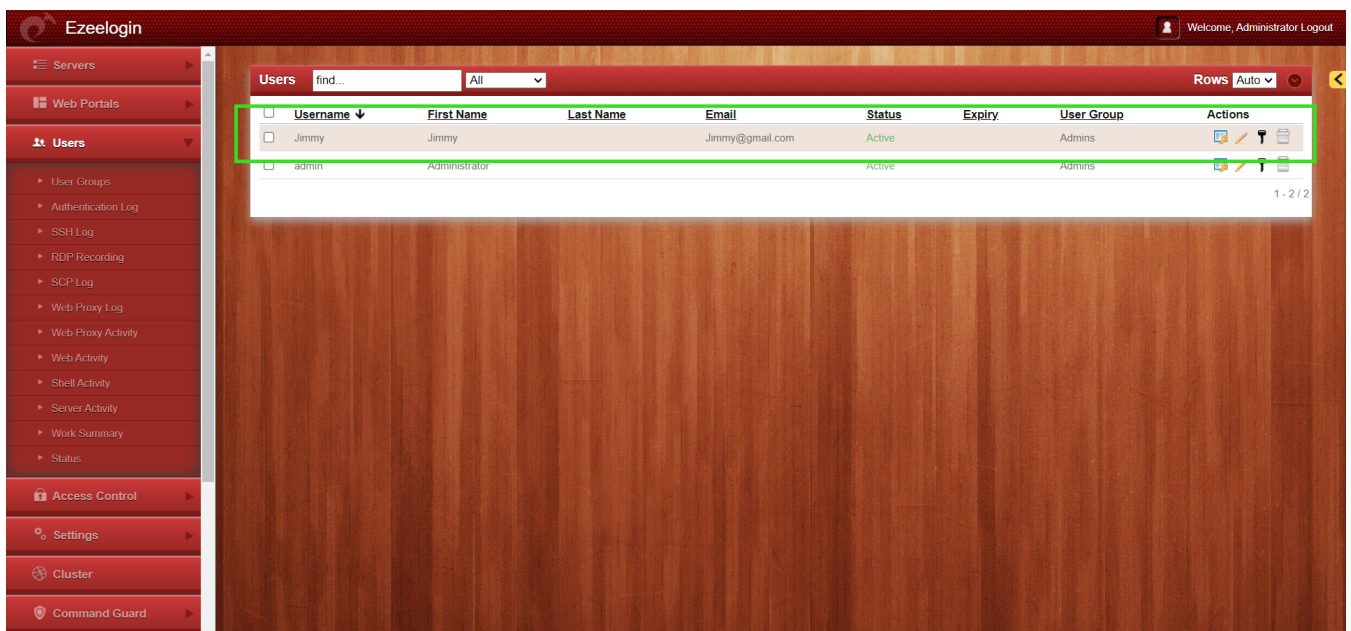 Ezeelogin
Welcome, Administrator Logout
Servers
Web Portals
Users
User Groups
Authentication Log
SSH Log
RDP Recording
SCP Log
Web Proxy Log
Web Proxy Activity
Web Activity
Shell Activity
Server Activity
Work Summary
Status
Access Control
Settings
Cluster
Command Guard
Users find... All Rows Auto
Username First Name Last Name Email Status Expiry User Group Actions
Jimmy Jimmy Jimmy@gmail.com Active Admins
admin Administrator Active Admins
1 - 2 / 2